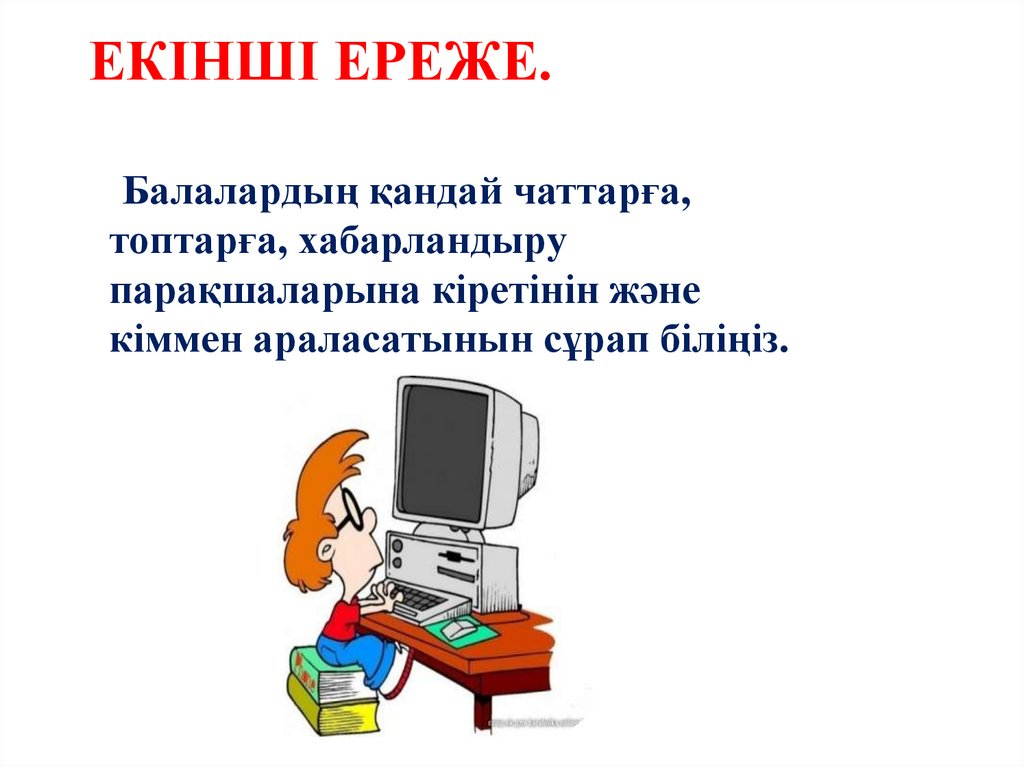 ЕКІНШІ ЕРЕЖЕ.
Балалардың қандай чаттарға,
топтарға, хабарландыру
парақшаларына кіретінін және
кіммен араласатынын сұрап біліңіз.